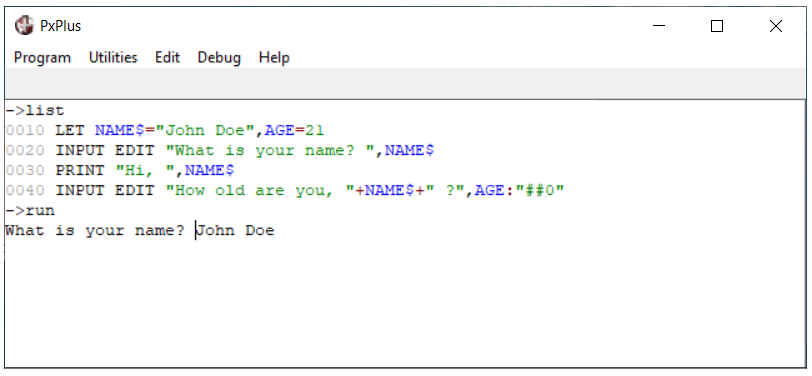 PxPlus
Program Utilities Edit Debug Help
->list
0010 LET NAME$="John Doe",AGE=21
0020 INPUT EDIT "What is your name? ",NAME$
0030 PRINT "Hi, ",NAME$
0040 INPUT EDIT "How old are you, "+NAME$+" ?",AGE:"##0"
->run
What is your name? John Doe